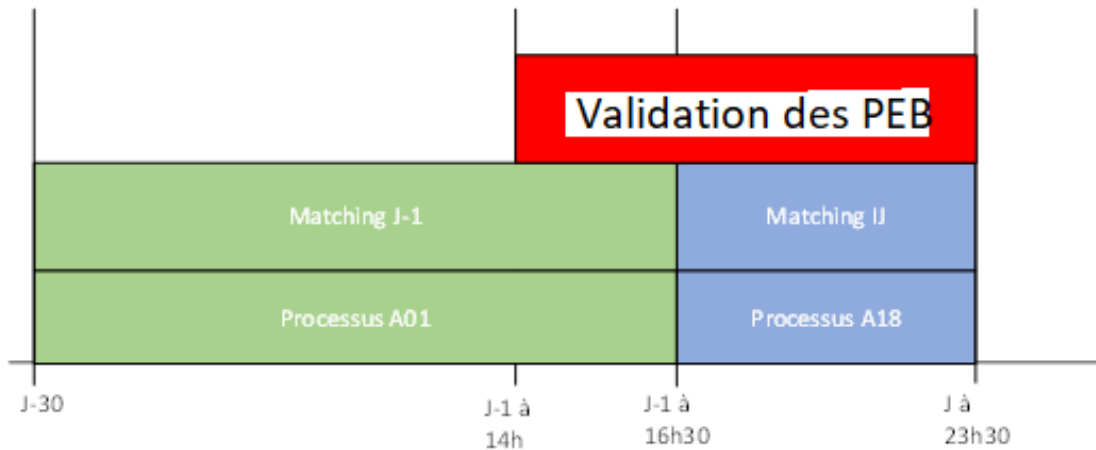 Validation des PEB
Matching J-1
Matching IJ
Processus A01
Processus A18
J-30
J-1 à
14h
J-1 à
16h30
J à
23h30